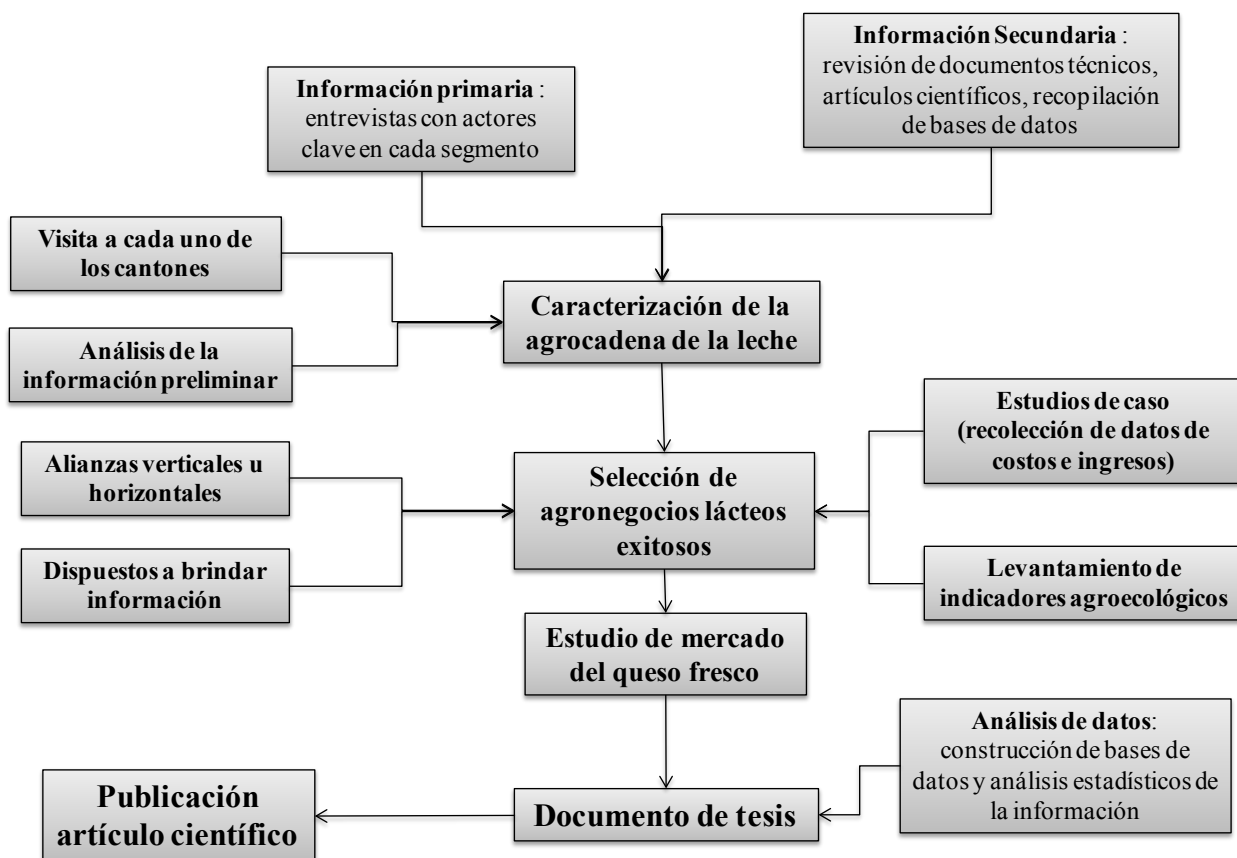 Información primaria :
entrevistas con actores
clave en cada segmento
Información Secundaria :
revisión de documentos técnicos,
artículos científicos, recopilación
de bases de datos
Visita a cada uno de
los cantones
Análisis de la
información preliminar
Caracterización de la
agrocadena de la leche
Alianzas verticales u
horizontales
Dispuestos a brindar
información
Selección de
agronegocios lácteos
exitosos
Estudios de caso
(recolección de datos de
costos e ingresos)
Levantamiento de
indicadores agroecológicos
Estudio de mercado
del queso fresco
Análisis de datos:
construcción de bases de
datos y análisis estadísticos de
la información
Documento de tesis
Publicación
artículo científico